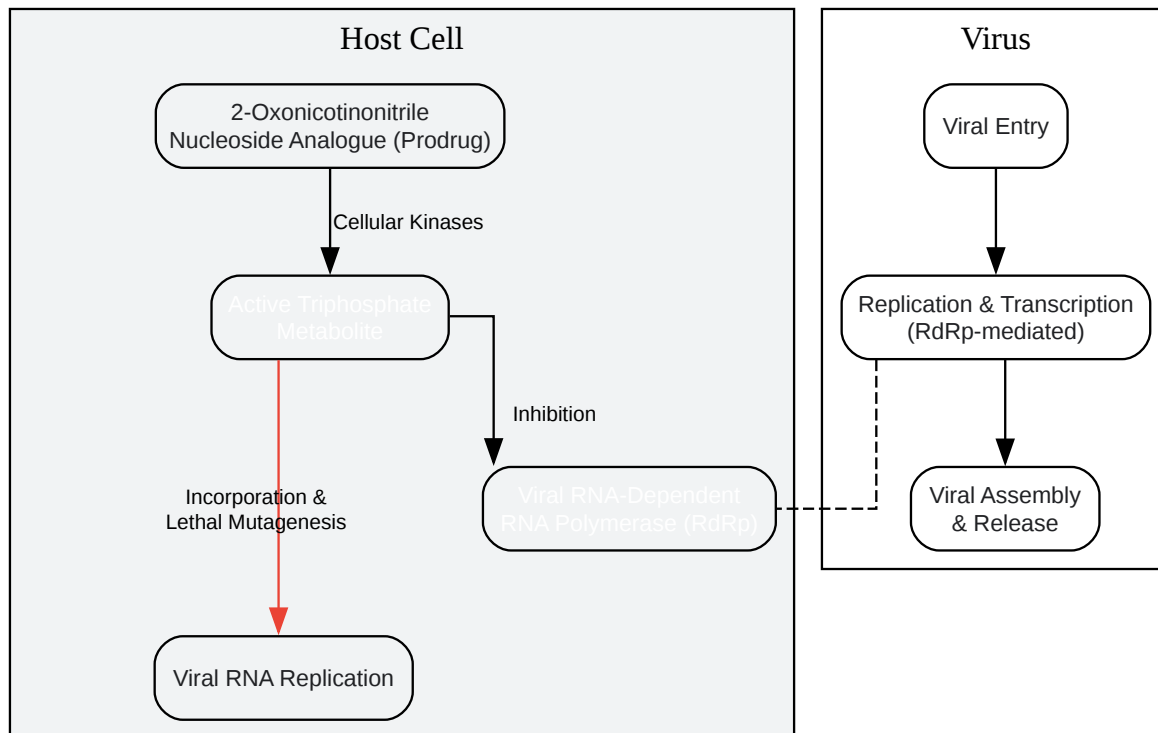 Host Cell
2-Oxonicotinonitrile
Nucleoside Analogue (Prodrug)
Cellular Kinases
Active Triphosphate
Metabolite
Inhibition
Viral RNA-Dependent
RNA Polymerase (RdRp)
Incorporation &
Lethal Mutagenesis
Viral RNA Replication
Virus
Viral Entry
Replication & Transcription
(RdRp-mediated)
Viral Assembly
& Release